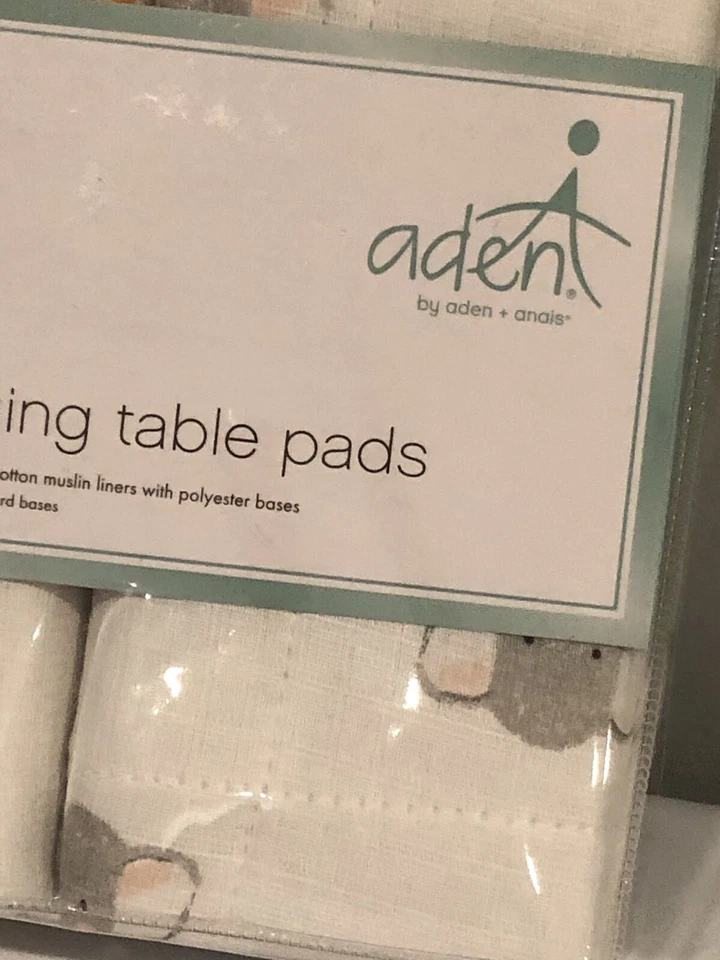 aden®
by aden + anais®
ing table pads
otton muslin liners with polyester bases
rd bases